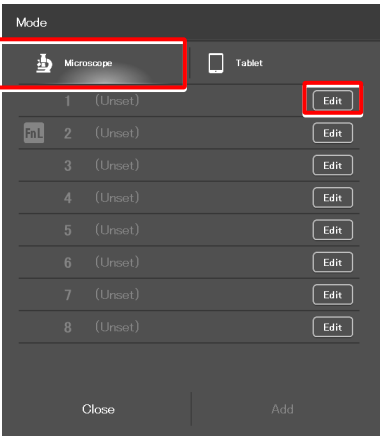 Mode
Microscope Tablet
1 (Unset) Edit
FnL 2 (Unset) Edit
3 (Unset) Edit
4 (Unset) Edit
5 (Unset) Edit
6 (Unset) Edit
7 (Unset) Edit
8 (Unset) Edit
Close Add